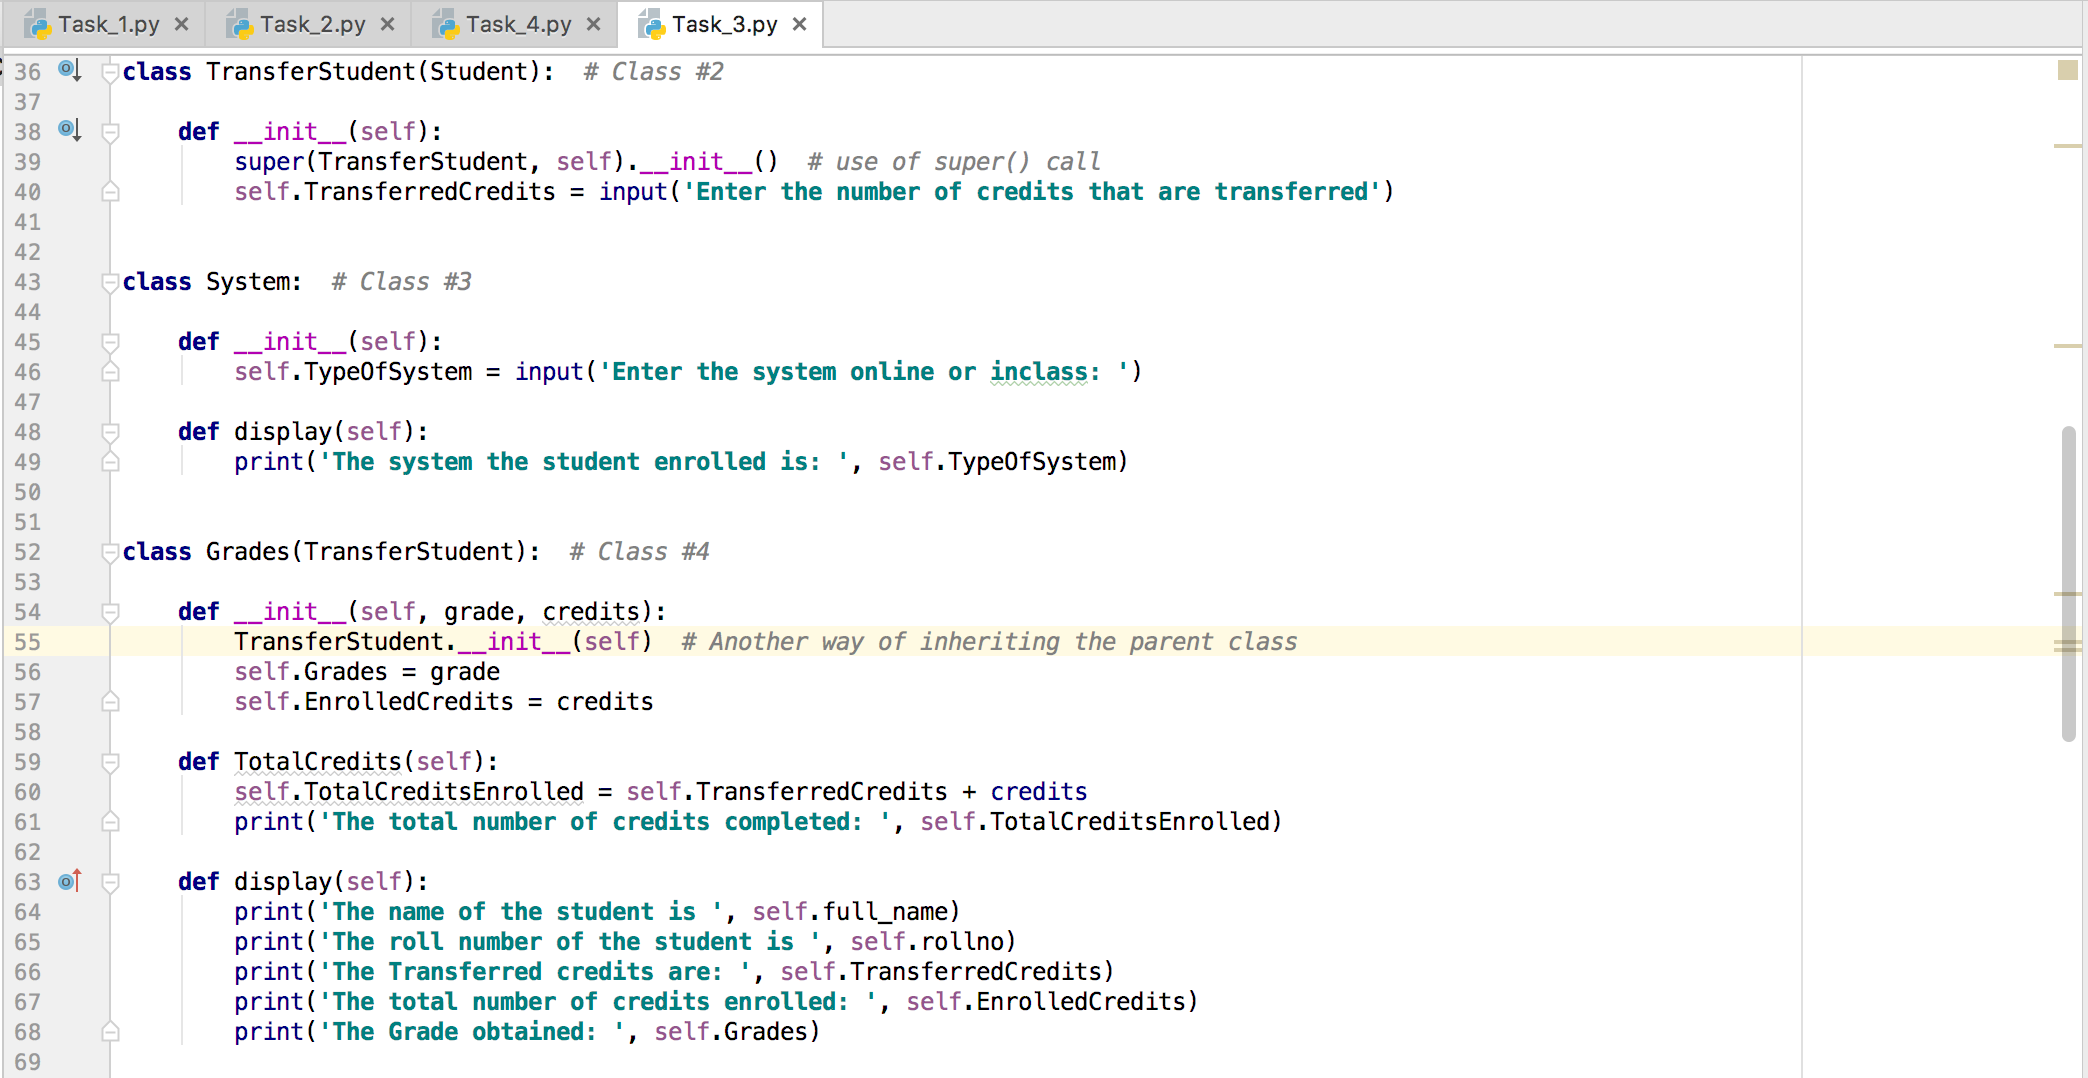 Task_1.py × Task_2.py × Task_4.py × Task_3.py ×
36 class TransferStudent(Student):  # Class #2
37
38     def __init__(self):
39         super(TransferStudent, self).__init__()  # use of super() call
40         self.TransferredCredits = input('Enter the number of credits that are transferred')
41
42
43 class System:  # Class #3
44
45     def __init__(self):
46         self.TypeOfSystem = input('Enter the system online or inclass: ')
47
48     def display(self):
49         print('The system the student enrolled is: ', self.TypeOfSystem)
50
51
52 class Grades(TransferStudent):  # Class #4
53
54     def __init__(self, grade, credits):
55         TransferStudent.__init__(self)  # Another way of inheriting the parent class
56         self.Grades = grade
57         self.EnrolledCredits = credits
58
59     def TotalCredits(self):
60         self.TotalCreditsEnrolled = self.TransferredCredits + credits
61         print('The total number of credits completed: ', self.TotalCreditsEnrolled)
62
63     def display(self):
64         print('The name of the student is ', self.full_name)
65         print('The roll number of the student is ', self.rollno)
66         print('The Transferred credits are: ', self.TransferredCredits)
67         print('The total number of credits enrolled: ', self.EnrolledCredits)
68         print('The Grade obtained: ', self.Grades)
69